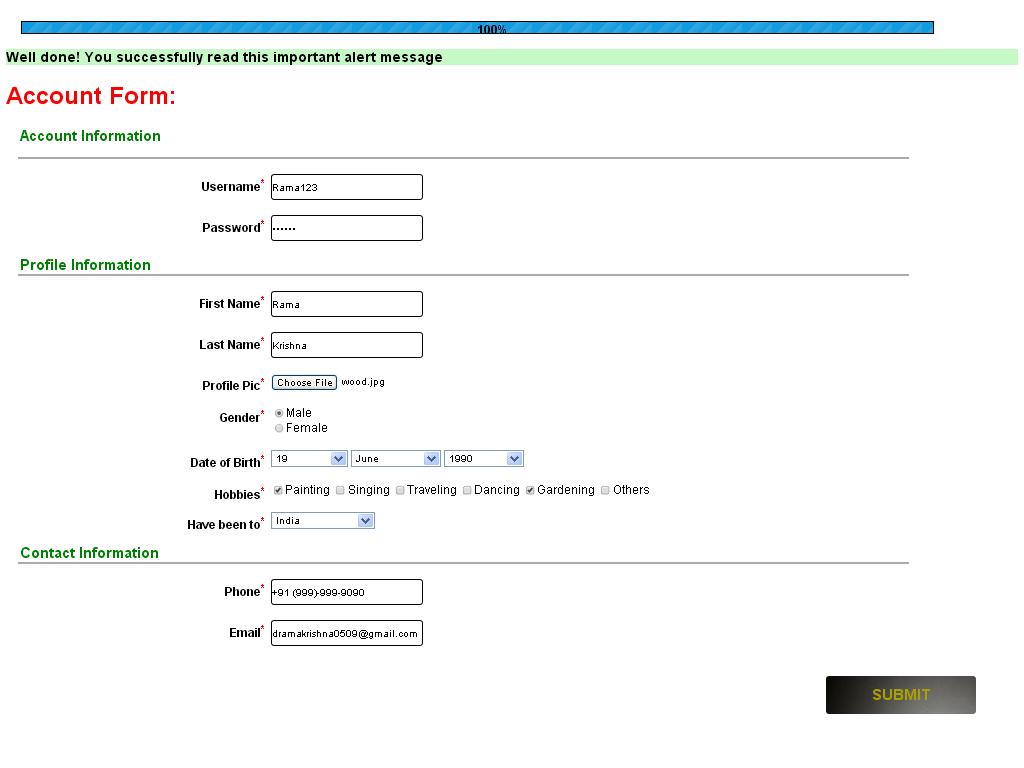 100%
Well done! You successfully read this important alert message
Account Form:
Account Information
Username* Rama123
Password* ······
Profile Information
First Name* Rama
Last Name* Krishna
Profile Pic* Choose File wood.jpg
Gender* Male
Female
Date of Birth* 19 June 1990
Hobbies* Painting Singing Traveling Dancing Gardening Others
Have been to* India
Contact Information
Phone* +91 (999)-999-9090
Email* dramakrishna0509@gmail.com
SUBMIT